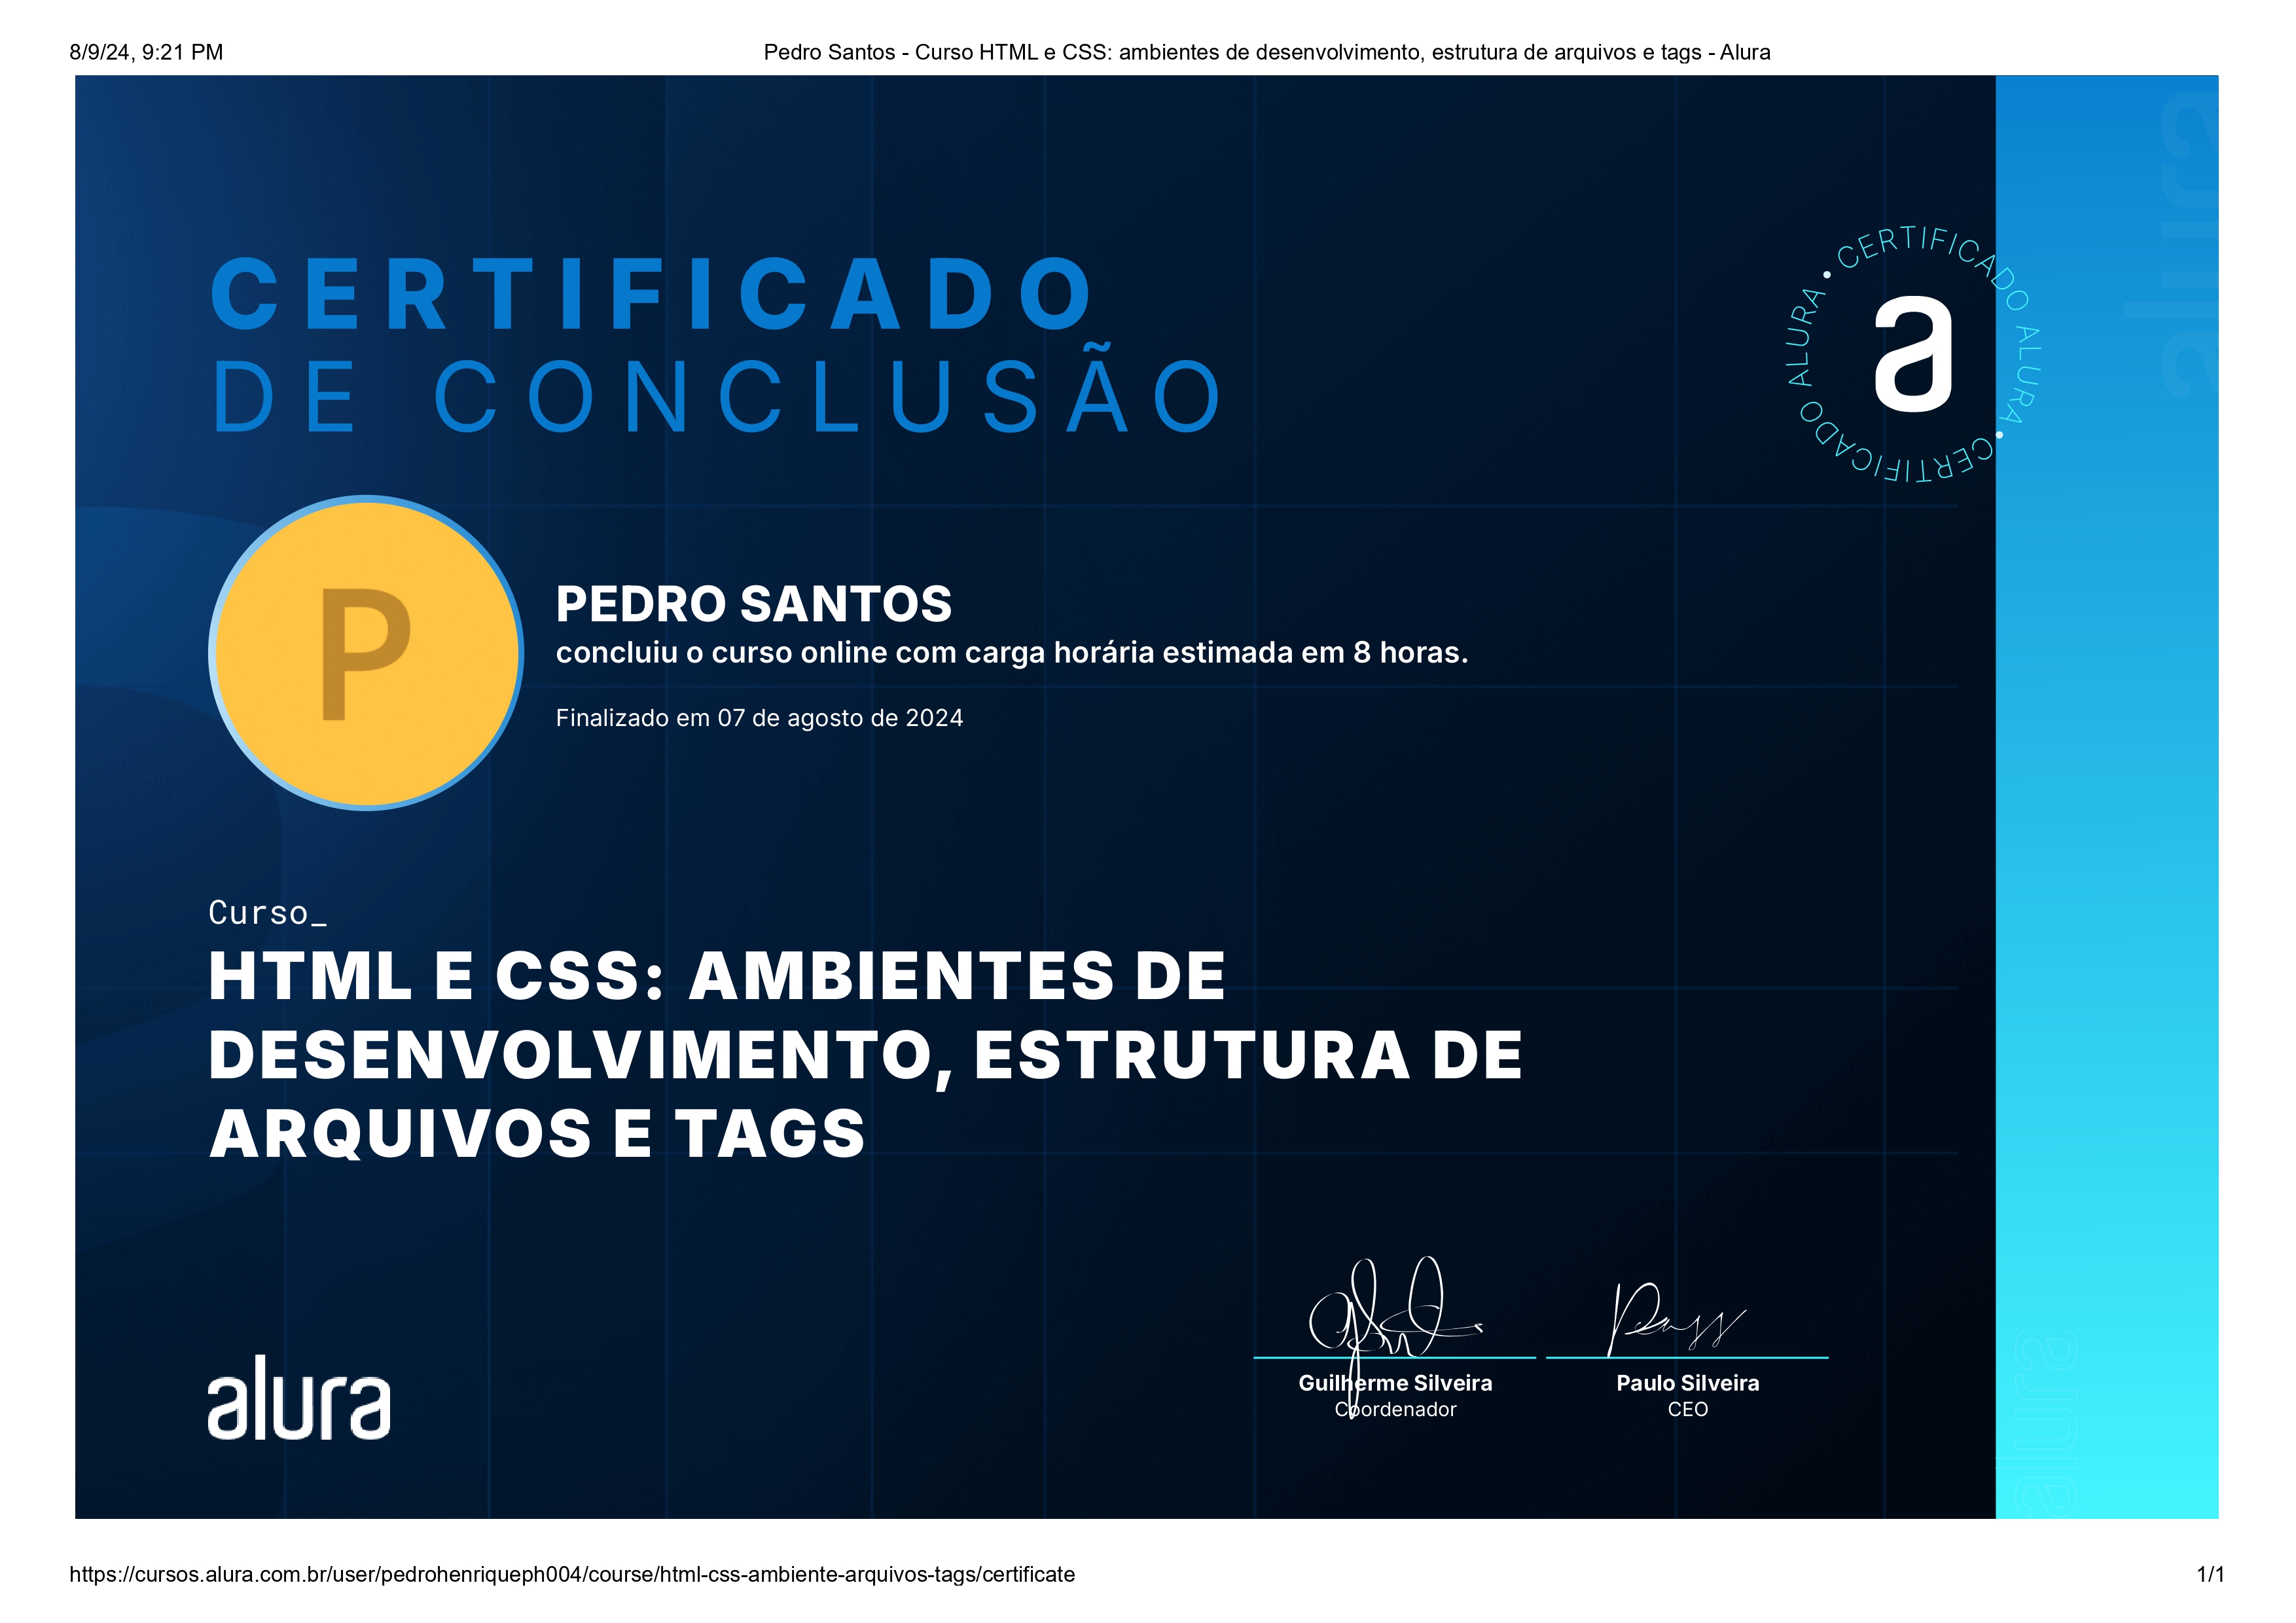 8/9/24, 9:21 PM
Pedro Santos - Curso HTML e CSS: ambientes de desenvolvimento, estrutura de arquivos e tags - Alura
alura
CERTIFICADO
DE CONCLUSÃO
• CERTIFICADO ALURA • CERTIFICADO ALURA
a
P
PEDRO SANTOS
concluiu o curso online com carga horária estimada em 8 horas.
Finalizado em 07 de agosto de 2024
Curso_
HTML E CSS: AMBIENTES DE
DESENVOLVIMENTO, ESTRUTURA DE
ARQUIVOS E TAGS
alura
Guilherme Silveira
Coordenador
Paulo Silveira
CEO
alura
https://cursos.alura.com.br/user/pedrohenriqueph004/course/html-css-ambiente-arquivos-tags/certificate
1/1